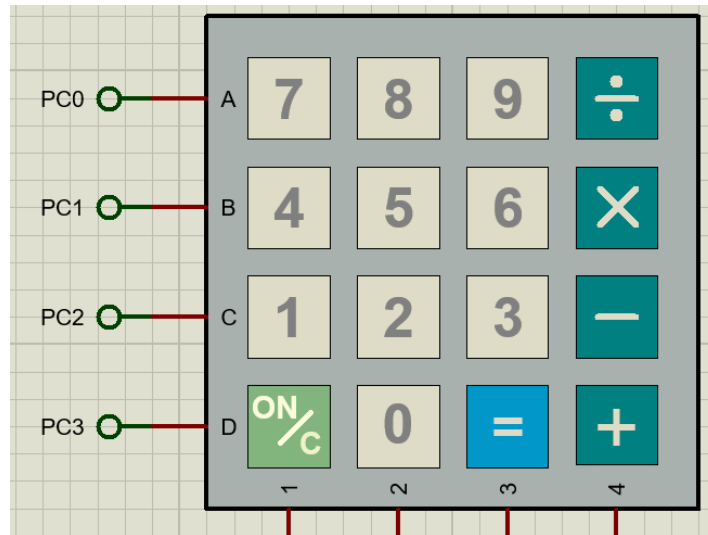 PC0 A 7 8 9 ÷
PC1 B 4 5 6 ×
PC2 C 1 2 3 −
PC3 D ON/C 0 = +
1 2 3 4